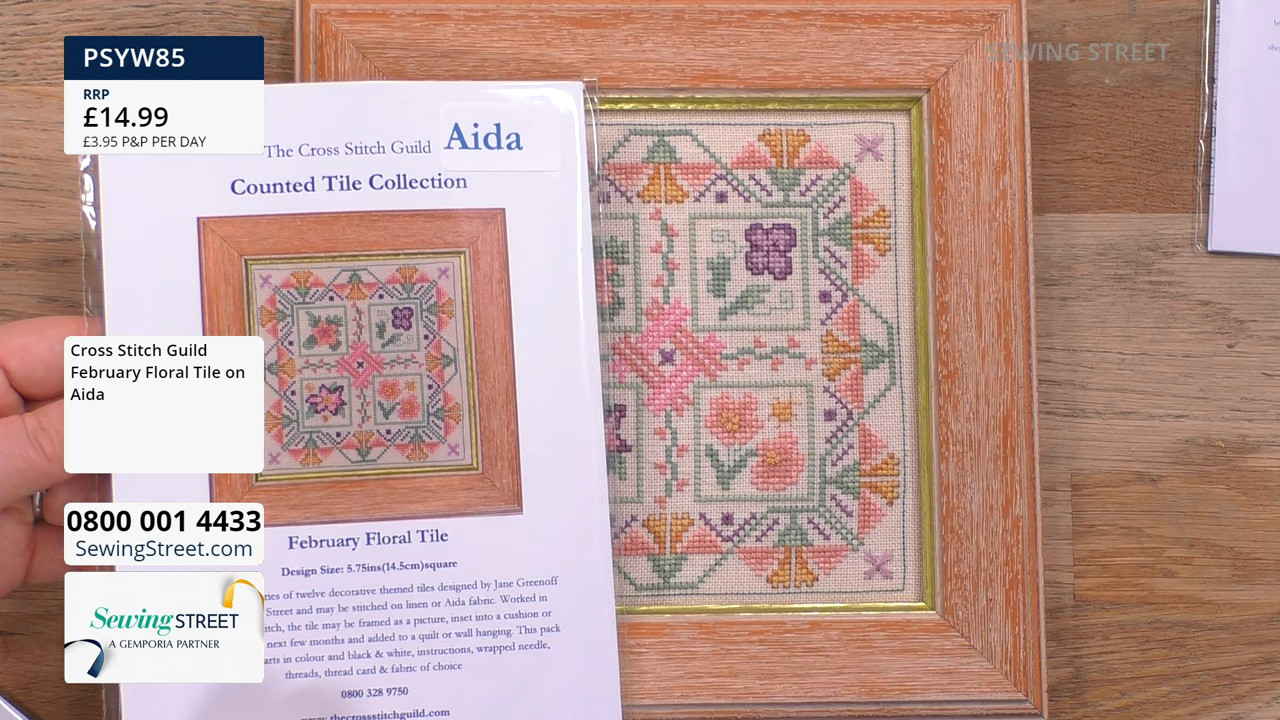 PSYW85
RRP
£14.99
£3.95 P&P PER DAY
Cross Stitch Guild
February Floral Tile on
Aida
0800 001 4433
SewingStreet.com
Sewing STREET
A GEMPORIA PARTNER
SEWING STREET
The Cross Stitch Guild
Aida
Counted Tile Collection
February Floral Tile
Design Size: 5.75ins(14.5cm)square
of twelve decorative themed tiles designed by Jane Greenoff
Street and may be stitched on linen or Aida fabric. Worked in
the tile may be framed as a picture, inset into a cushion or
next few months and added to a quilt or wall hanging. This pack
in colour and black & white, instructions, wrapped needle,
threads, thread card & fabric of choice
0800 328 9750
www.thecrossstitchguild.com